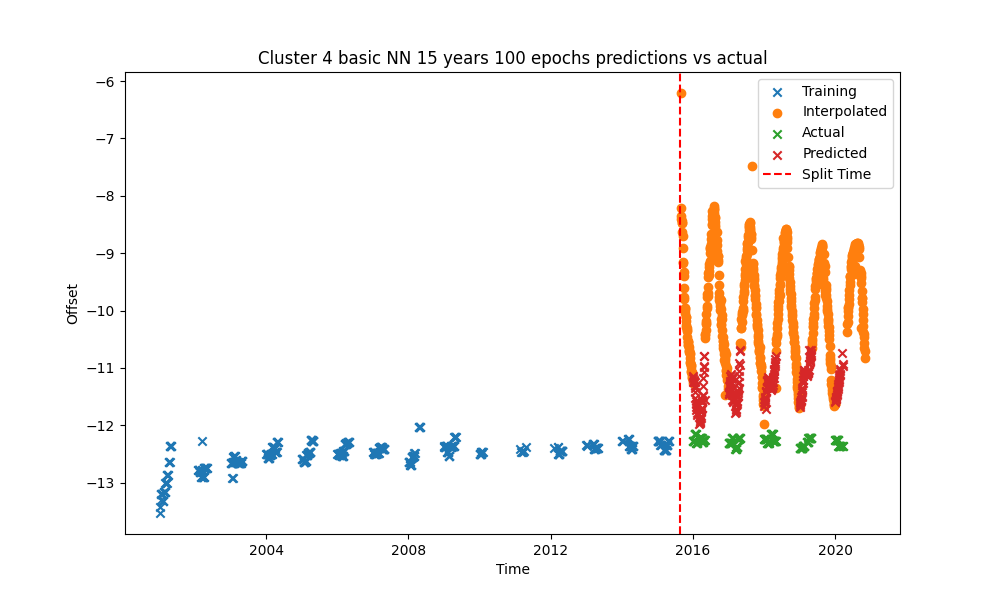 Cluster 4 basic NN 15 years 100 epochs predictions vs actual
Training
Interpolated
Actual
Predicted
Split Time
Offset
−6
−7
−8
−9
−10
−11
−12
−13
2004
2008
2012
2016
2020
Time